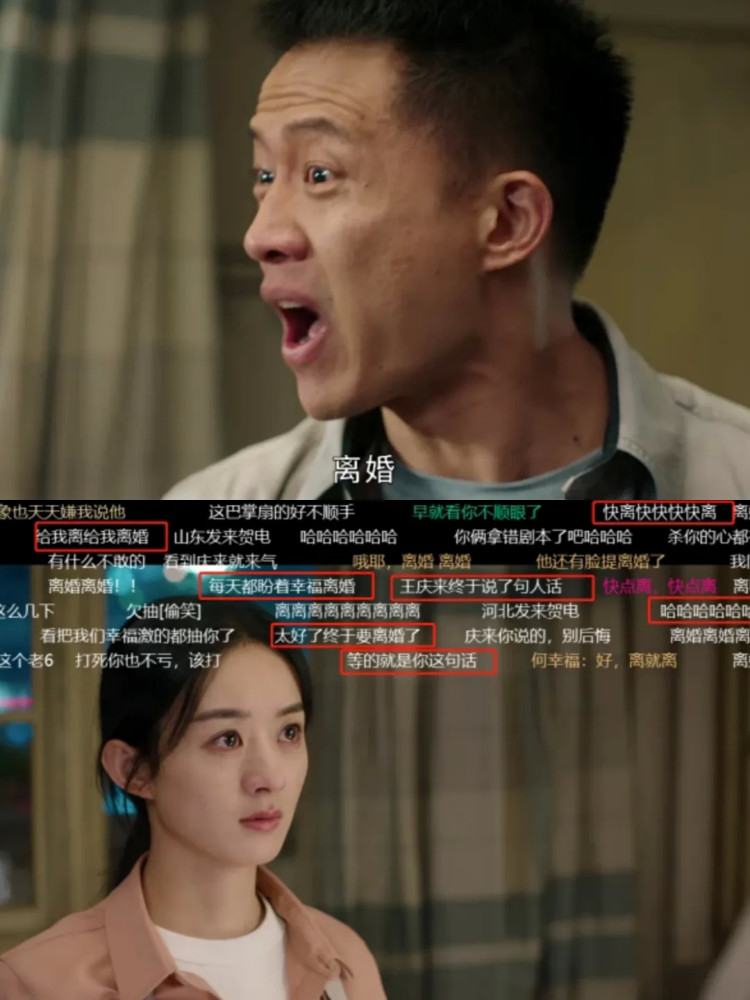 离婚
象也天天嫌我说他 这巴掌扇的好不顺手 早就看你不顺眼了 快离快快快快离 离
给我离给我离婚 山东发来贺电 哈哈哈哈哈哈 你俩拿错剧本了吧哈哈哈 杀你的心都
有什么不敢的 看到庆来就来气 哦耶，离婚 离婚 他还有脸提离婚了 我
离婚离婚！！ 每天都盼着幸福离婚 王庆来终于说了句人话 快点离，快点离 离
这么几下 欠抽[偷笑] 离离离离离离离离离 河北发来贺电 哈哈哈哈哈
看把我们幸福激的都抽你了 太好了终于要离婚了 庆来你说的，别后悔 离婚离婚
这个老6 打死你也不亏，该打 等的就是你这句话 何幸福：好，离就离 离